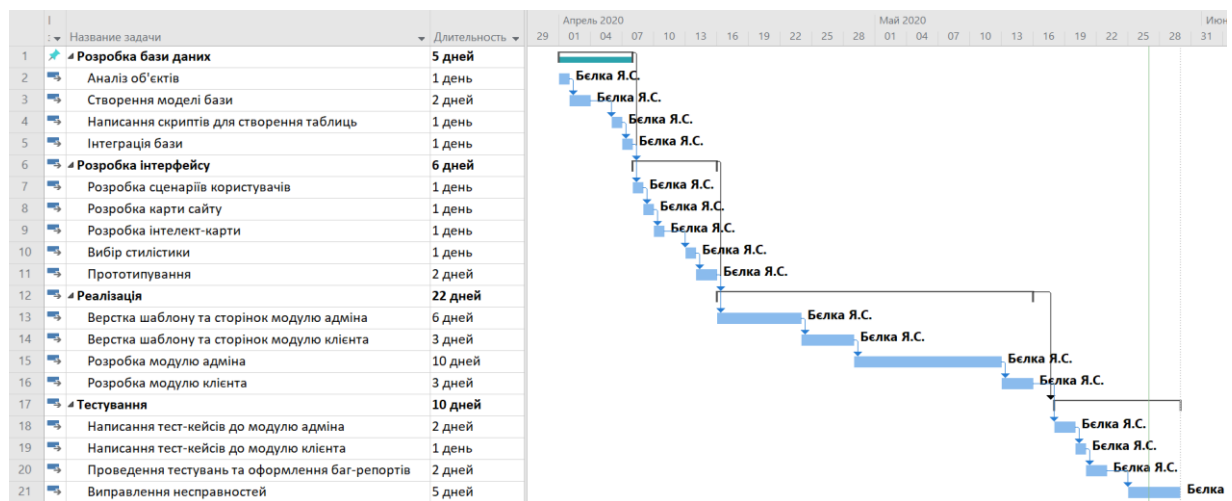 Апрель 2020 Май 2020 Июн
Название задачи Длительность 29 01 04 07 10 13 16 19 22 25 28 01 04 07 10 13 16 19 22 25 28 31
1 Розробка бази даних 5 дней
2 Аналіз об'єктів 1 день Бєлка Я.С.
3 Створення моделі бази 2 дней Бєлка Я.С.
4 Написання скриптів для створення таблиць 1 день Бєлка Я.С.
5 Інтеграція бази 1 день Бєлка Я.С.
6 Розробка інтерфейсу 6 дней
7 Розробка сценаріїв користувачів 1 день Бєлка Я.С.
8 Розробка карти сайту 1 день Бєлка Я.С.
9 Розробка інтелект-карти 1 день Бєлка Я.С.
10 Вибір стилістики 1 день Бєлка Я.С.
11 Прототипування 2 дней Бєлка Я.С.
12 Реалізація 22 дней
13 Верстка шаблону та сторінок модулю адміна 6 дней Бєлка Я.С.
14 Верстка шаблону та сторінок модулю клієнта 3 дней Бєлка Я.С.
15 Розробка модулю адміна 10 дней Бєлка Я.С.
16 Розробка модулю клієнта 3 дней Бєлка Я.С.
17 Тестування 10 дней
18 Написання тест-кейсів до модулю адміна 2 дней Бєлка Я.С.
19 Написання тест-кейсів до модулю клієнта 1 день Бєлка Я.С.
20 Проведення тестувань та оформлення баг-репортів 2 дней Бєлка Я.С.
21 Виправлення несправностей 5 дней Бєлка